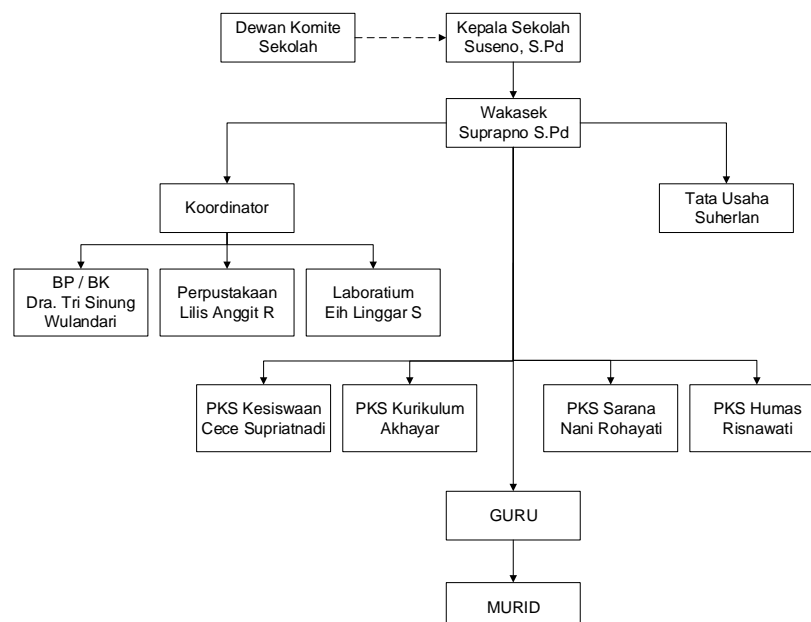 Dewan Komite
Sekolah
Kepala Sekolah
Suseno, S.Pd
Wakasek
Suprapno S.Pd
Koordinator
Tata Usaha
Suherlan
BP / BK
Dra. Tri Sinung
Wulandari
Perpustakaan
Lilis Anggit R
Laboratium
Eih Linggar S
PKS Kesiswaan
Cece Supriatnadi
PKS Kurikulum
Akhayar
PKS Sarana
Nani Rohayati
PKS Humas
Risnawati
GURU
MURID